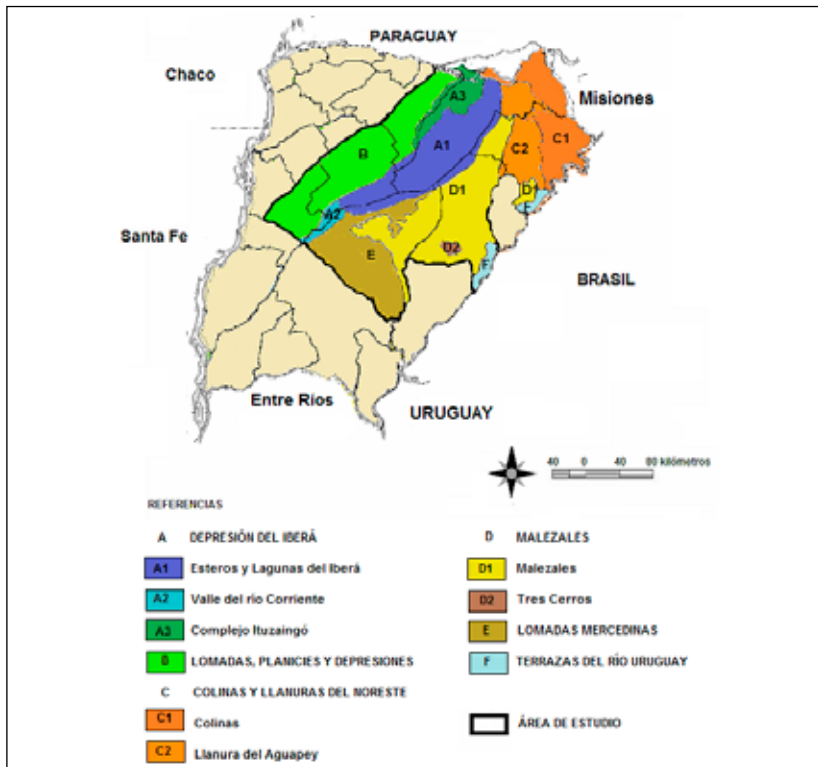 PARAGUAY
Chaco
Misiones
A3
B
A1
C2
C1
D1
D1
F
A2
Santa Fe
D2
E
F
BRASIL
Entre Ríos
URUGUAY
40 0 40 80 kilómetros
REFERENCIAS
A DEPRESIÓN DEL IBERÁ
A1 Esteros y Lagunas del Iberá
A2 Valle del río Corriente
A3 Complejo Ituzaingó
B LOMADAS, PLANICIES Y DEPRESIONES
C COLINAS Y LLANURAS DEL NORESTE
C1 Colinas
C2 Llanura del Aguapey
D MALEZALES
D1 Malezales
D2 Tres Cerros
E LOMADAS MERCEDINAS
F TERRAZAS DEL RÍO URUGUAY
ÁREA DE ESTUDIO